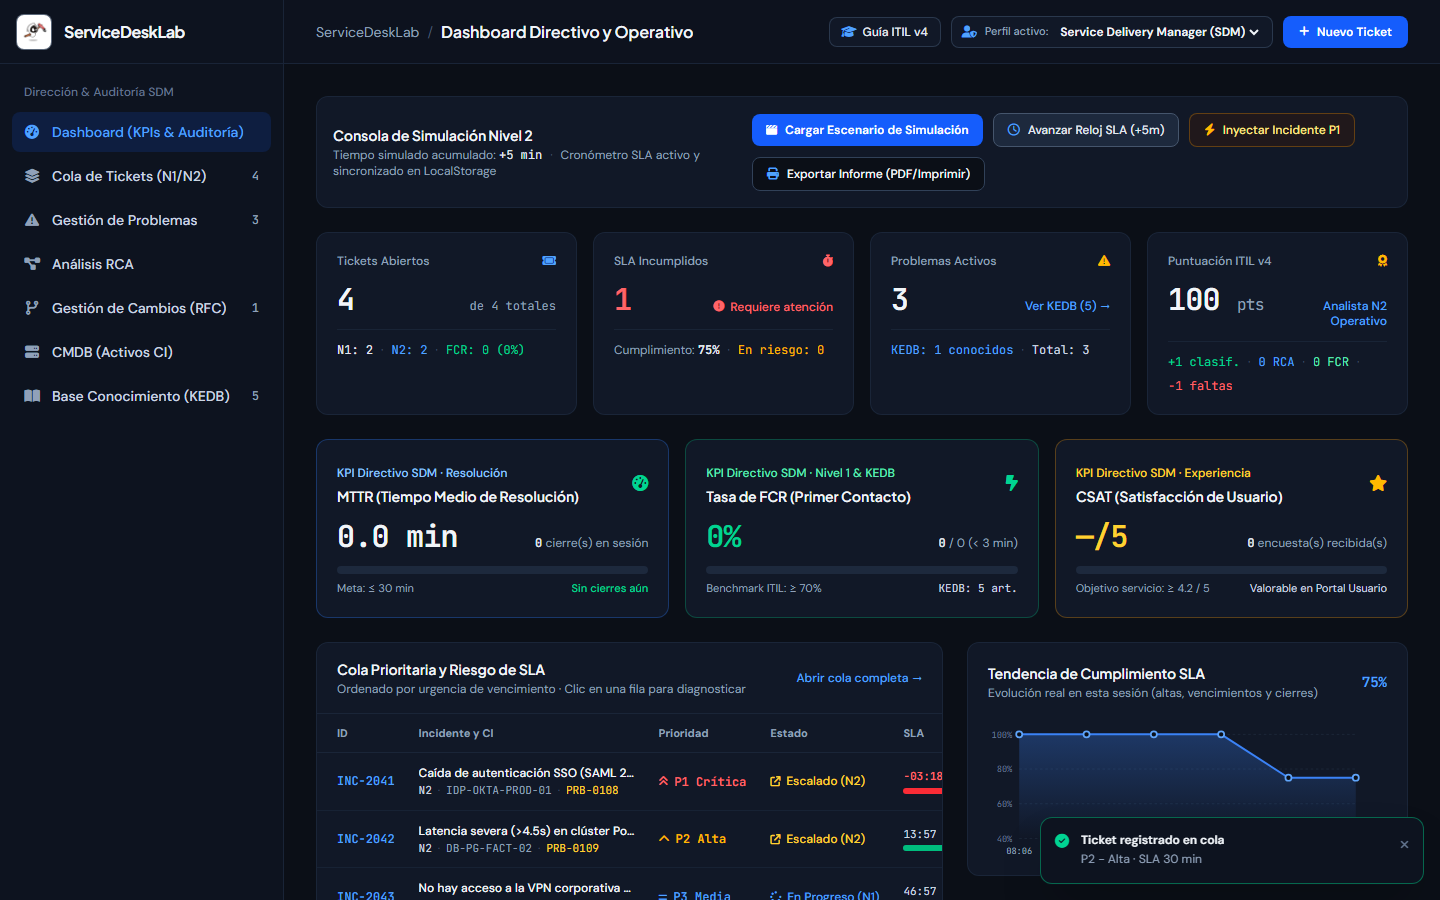 ServiceDeskLab
ServiceDeskLab / Dashboard Directivo y Operativo
Guía ITIL v4
Perfil activo: Service Delivery Manager (SDM)
+ Nuevo Ticket
Dirección & Auditoría SDM
Dashboard (KPIs & Auditoría)
Cola de Tickets (N1/N2) 4
Gestión de Problemas 3
Análisis RCA
Gestión de Cambios (RFC) 1
CMDB (Activos CI)
Base Conocimiento (KEDB) 5
Consola de Simulación Nivel 2
Tiempo simulado acumulado: +5 min · Cronómetro SLA activo y
sincronizado en LocalStorage
Cargar Escenario de Simulación
Avanzar Reloj SLA (+5m)
Inyectar Incidente P1
Exportar Informe (PDF/Imprimir)
Tickets Abiertos
4 de 4 totales
N1: 2 · N2: 2 · FCR: 0 (0%)
SLA Incumplidos
1 Requiere atención
Cumplimiento: 75% · En riesgo: 0
Problemas Activos
3 Ver KEDB (5) →
KEDB: 1 conocidos · Total: 3
Puntuación ITIL v4
100 pts Analista N2
Operativo
+1 clasif. · 0 RCA · 0 FCR ·
-1 faltas
KPI Directivo SDM · Resolución
MTTR (Tiempo Medio de Resolución)
0.0 min 0 cierre(s) en sesión
Meta: ≤ 30 min Sin cierres aún
KPI Directivo SDM · Nivel 1 & KEDB
Tasa de FCR (Primer Contacto)
0% 0 / 0 (< 3 min)
Benchmark ITIL: ≥ 70% KEDB: 5 art.
KPI Directivo SDM · Experiencia
CSAT (Satisfacción de Usuario)
—/5 0 encuesta(s) recibida(s)
Objetivo servicio: ≥ 4.2 / 5 Valorable en Portal Usuario
Cola Prioritaria y Riesgo de SLA
Ordenado por urgencia de vencimiento · Clic en una fila para diagnosticar
Abrir cola completa →
ID Incidente y CI Prioridad Estado SLA
INC-2041 Caída de autenticación SSO (SAML 2... P1 Crítica Escalado (N2) -03:18
N2 · IDP-OKTA-PROD-01 · PRB-0108
INC-2042 Latencia severa (>4.5s) en clúster Po... P2 Alta Escalado (N2) 13:57
N2 · DB-PG-FACT-02 · PRB-0109
INC-2043 No hay acceso a la VPN corporativa ... P3 Media En Progreso (N1) 46:57
Tendencia de Cumplimiento SLA
Evolución real en esta sesión (altas, vencimientos y cierres)
75%
100%
80%
60%
40%
08:06
Ticket registrado en cola ×
P2 – Alta · SLA 30 min